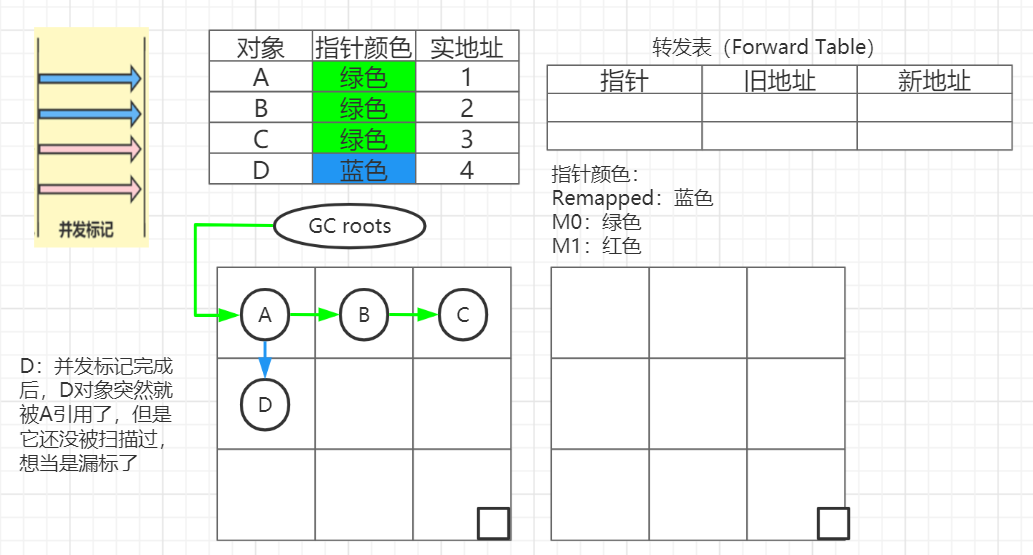 对象 指针颜色 实地址
A 绿色 1
B 绿色 2
C 绿色 3
D 蓝色 4
转发表（Forward Table）
指针 旧地址 新地址
并发标记
指针颜色：
Remapped：蓝色
M0：绿色
M1：红色
GC roots
A B C
D
D：并发标记完成
后，D对象突然就
被A引用了，但是
它还没被扫描过，
想当是漏标了